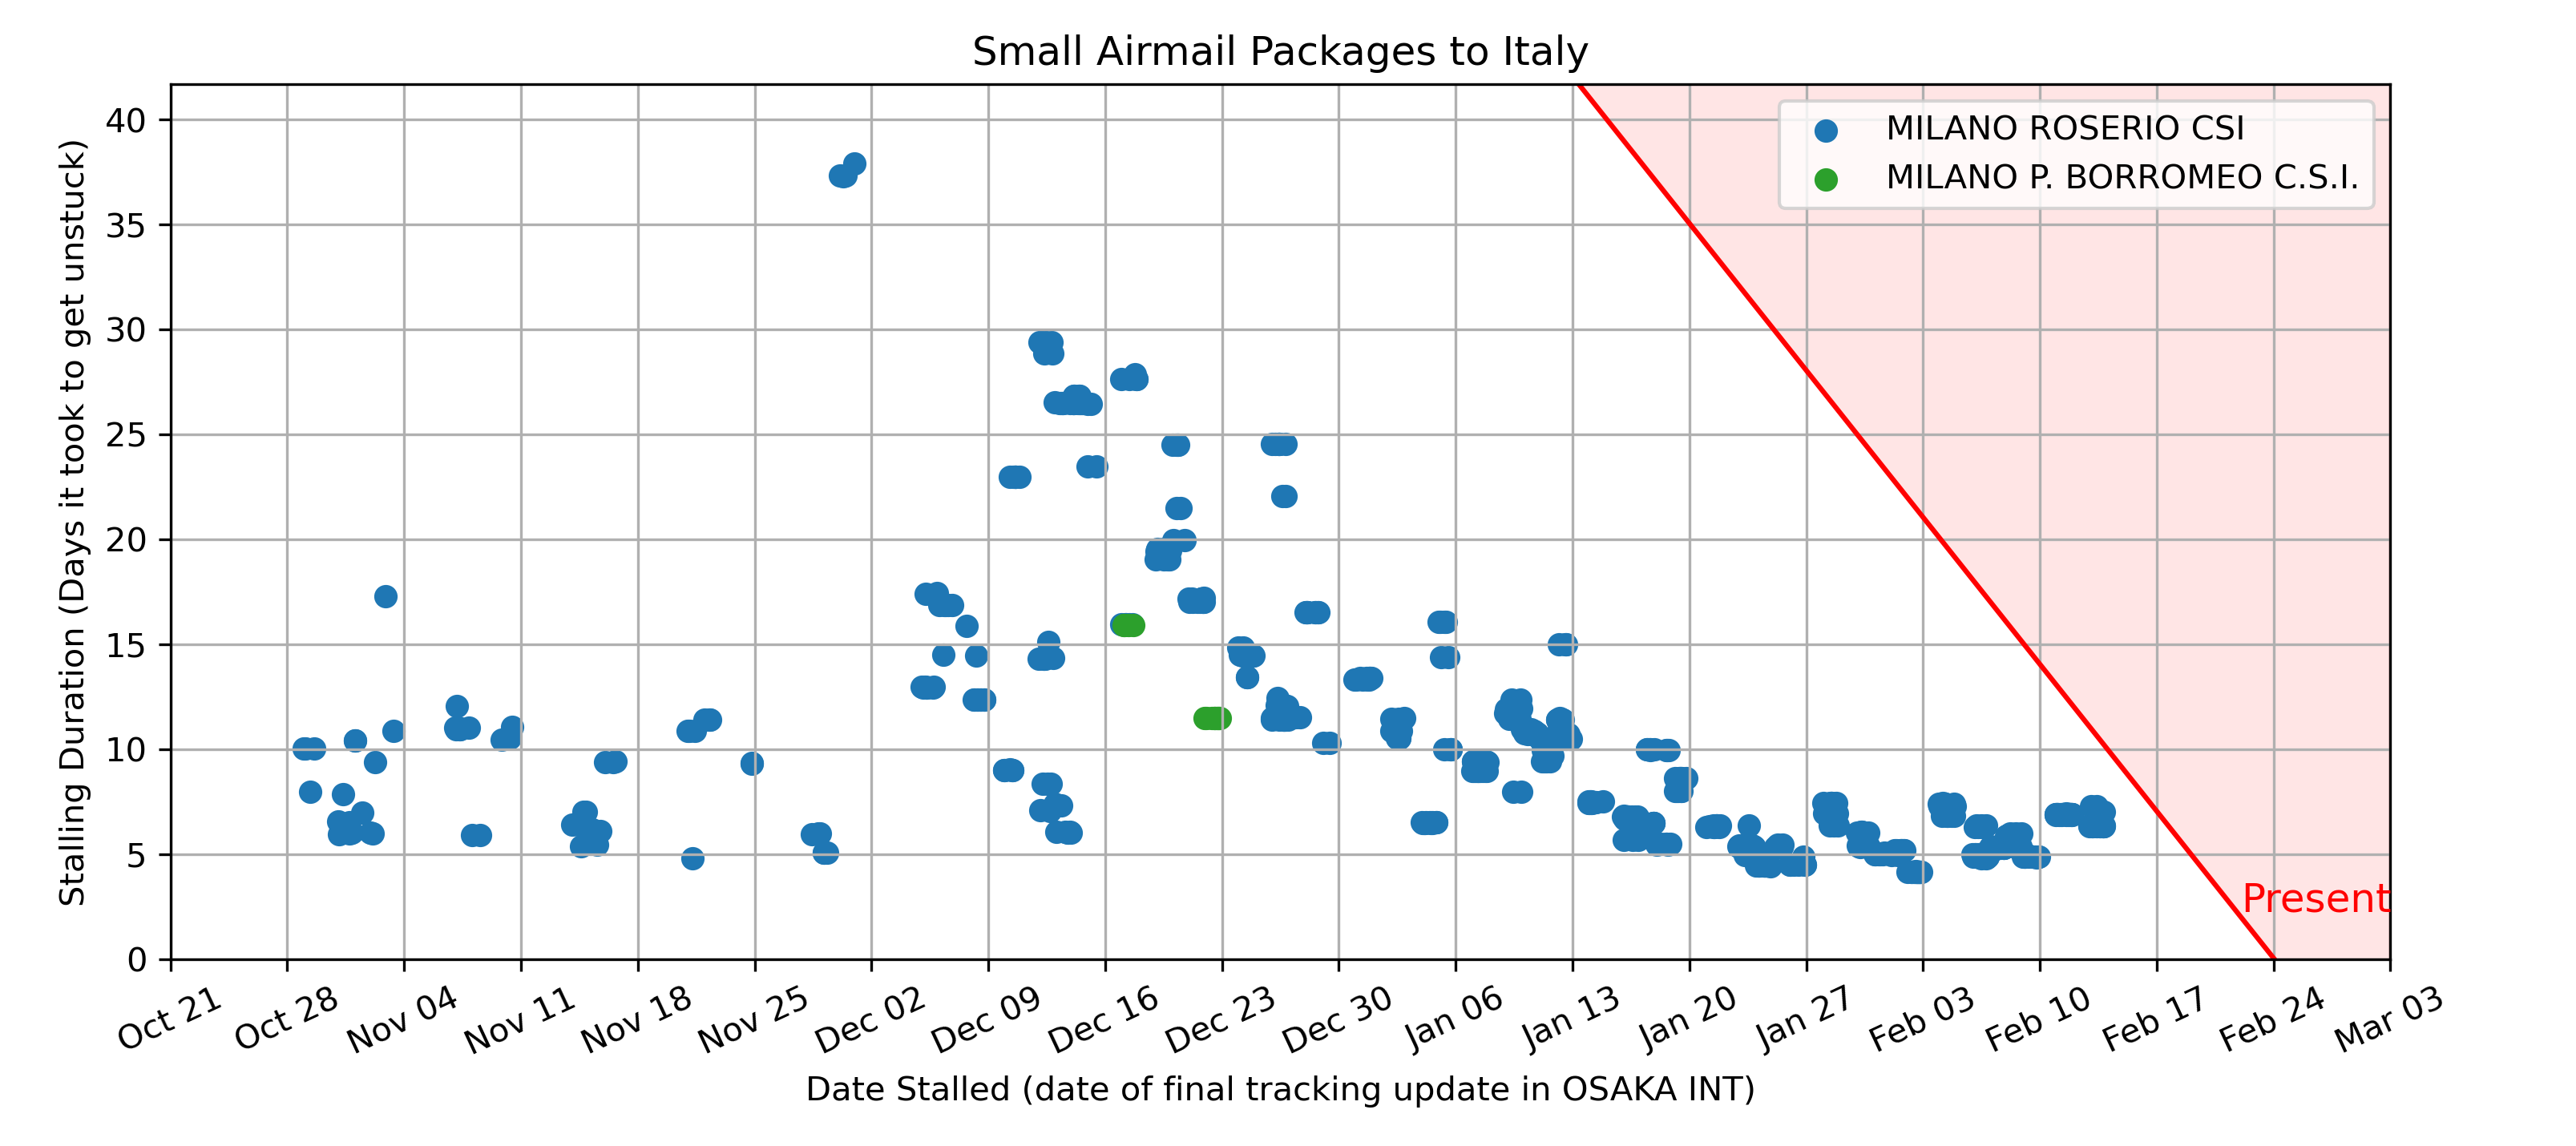 Small Airmail Packages to Italy
MILANO ROSERIO CSI
MILANO P. BORROMEO C.S.I.
Stalling Duration (Days it took to get unstuck)
40
35
30
25
20
15
10
5
0
Present
Oct 21
Oct 28
Nov 04
Nov 11
Nov 18
Nov 25
Dec 02
Dec 09
Dec 16
Dec 23
Dec 30
Jan 06
Jan 13
Jan 20
Jan 27
Feb 03
Feb 10
Feb 17
Feb 24
Mar 03
Date Stalled (date of final tracking update in OSAKA INT)